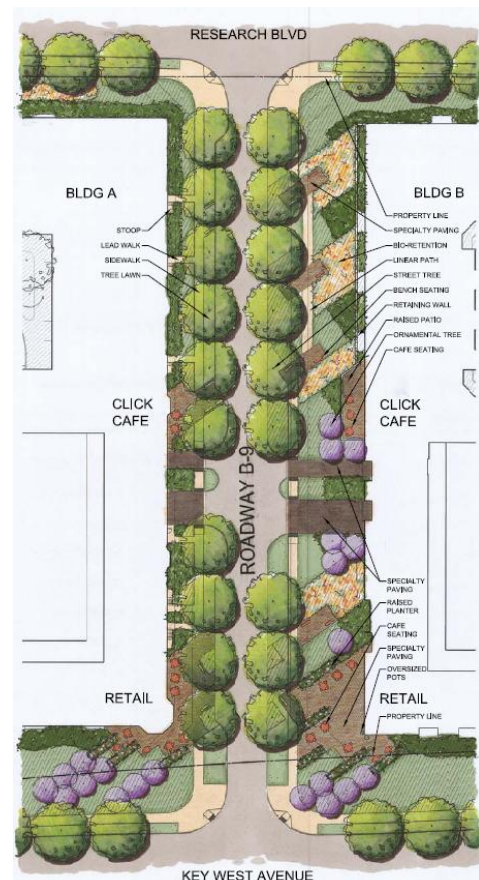 RESEARCH BLVD
BLDG A
BLDG B
STOOP
LEAD WALK
SIDEWALK
TREE LAWN
PROPERTY LINE
SPECIALTY PAVING
BIO-RETENTION
LINEAR PATH
STREET TREE
BENCH SEATING
RETAINING WALL
RAISED PATIO
ORNAMENTAL TREE
CAFE SEATING
CLICK
CAFE
CLICK
CAFE
ROADWAY B-9
SPECIALTY
PAVING
RAISED
PLANTER
CAFE
SEATING
SPECIALTY
PAVING
OVERSIZED
POTS
RETAIL
RETAIL
PROPERTY LINE
KEY WEST AVENUE